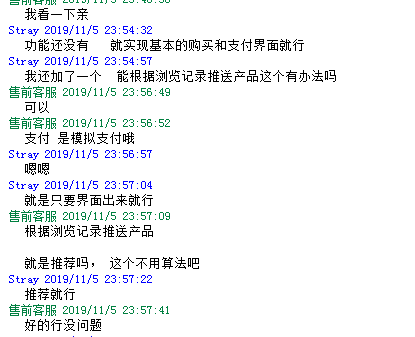 售前客服 2019/11/5 23:53:58
我看一下亲
Stray 2019/11/5 23:54:32
功能还没有 就实现基本的购买和支付界面就行
Stray 2019/11/5 23:54:57
我还加了一个 能根据浏览记录推送产品这个有办法吗
售前客服 2019/11/5 23:56:49
可以
售前客服 2019/11/5 23:56:52
支付 是模拟支付哦
Stray 2019/11/5 23:56:57
嗯嗯
Stray 2019/11/5 23:57:04
就是只要界面出来就行
售前客服 2019/11/5 23:57:09
根据浏览记录推送产品
就是推荐吗， 这个不用算法吧
Stray 2019/11/5 23:57:22
推荐就行
售前客服 2019/11/5 23:57:41
好的行没问题